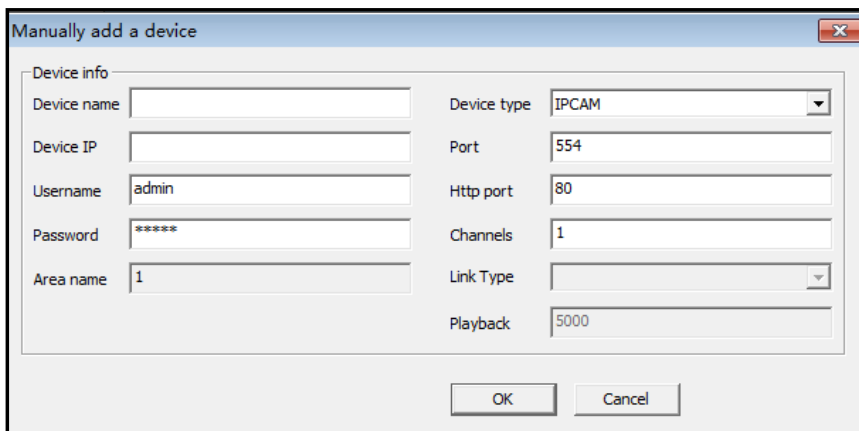 Manually add a device
Device info
Device name
Device type IPCAM
Device IP
Port 554
Username admin
Http port 80
Password *****
Channels 1
Area name 1
Link Type
Playback 5000
OK Cancel